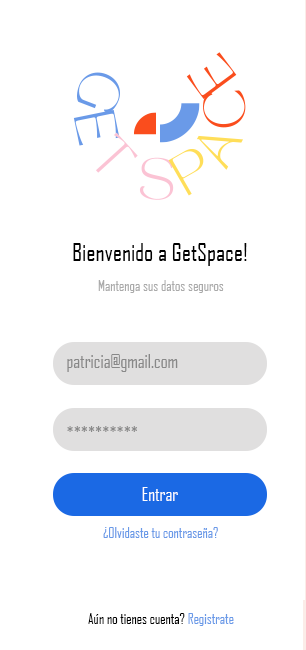 GETSPACE
Bienvenido a GetSpace!
Mantenga sus datos seguros
patricia@gmail.com
**********
Entrar
¿Olvidaste tu contraseña?
Aún no tienes cuenta? Registrate